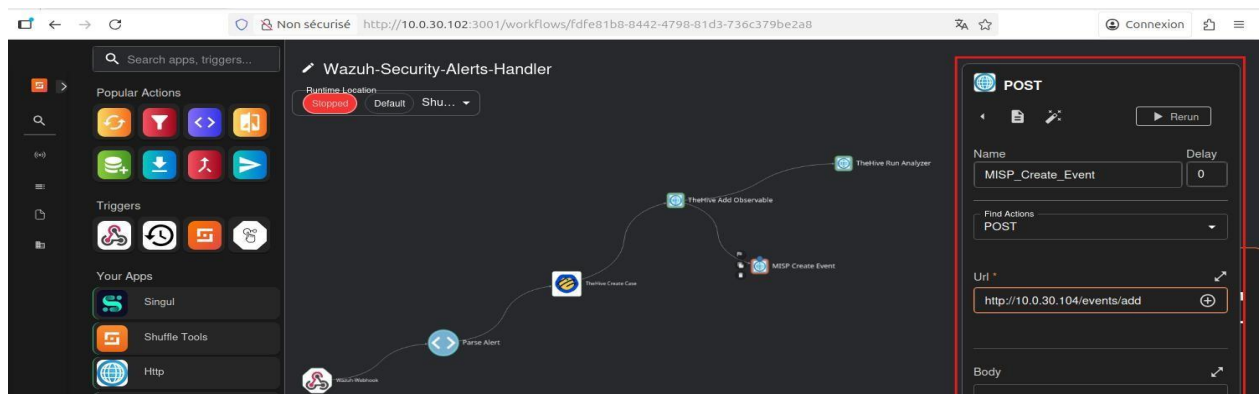 Non sécurisé http://10.0.30.102:3001/workflows/fdfe81b8-8442-4798-81d3-736c379be2a8
Connexion
Search apps, triggers...
Popular Actions
Triggers
Your Apps
Singul
Shuffle Tools
Http
Wazuh-Security-Alerts-Handler
Runtime Location
Stopped Default Shu...
TheHive Run Analyzer
TheHive Add Observable
MISP Create Event
TheHive Create Case
Parse Alert
Wazuh Webhook
POST
Rerun
Name Delay
MISP_Create_Event 0
Find Actions
POST
Url *
http://10.0.30.104/events/add
Body